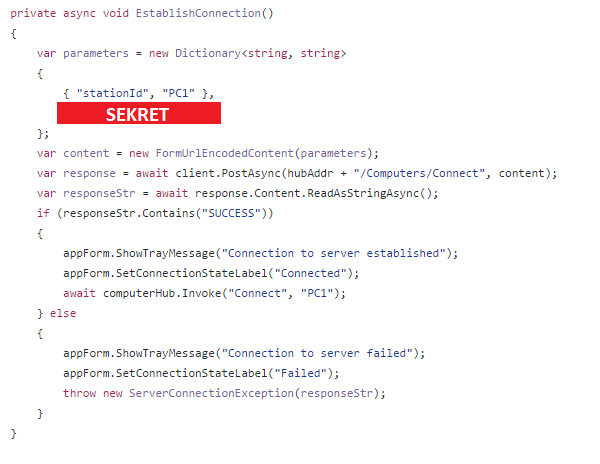 private async void EstablishConnection()
{
    var parameters = new Dictionary<string, string>
    {
        { "stationId", "PC1" },
        SEKRET
    };
    var content = new FormUrlEncodedContent(parameters);
    var response = await client.PostAsync(hubAddr + "/Computers/Connect", content);
    var responseStr = await response.Content.ReadAsStringAsync();
    if (responseStr.Contains("SUCCESS"))
    {
        appForm.ShowTrayMessage("Connection to server established");
        appForm.SetConnectionStateLabel("Connected");
        await computerHub.Invoke("Connect", "PC1");
    } else
    {
        appForm.ShowTrayMessage("Connection to server failed");
        appForm.SetConnectionStateLabel("Failed");
        throw new ServerConnectionException(responseStr);
    }
}